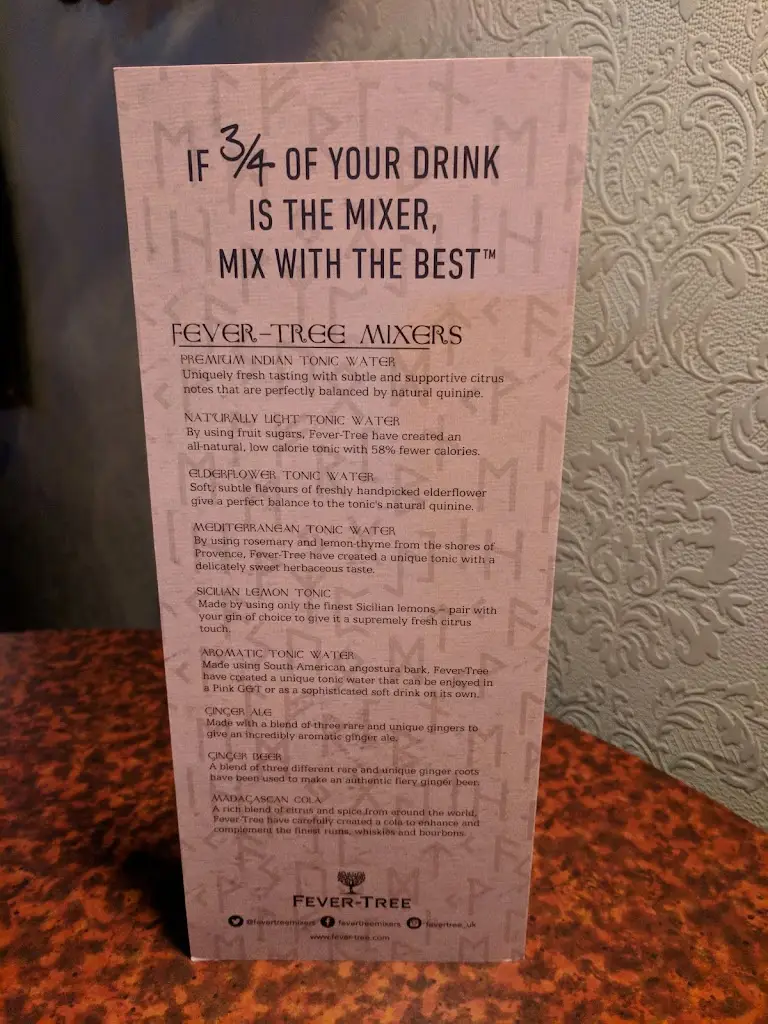 IF 3/4 OF YOUR DRINK
IS THE MIXER,
MIX WITH THE BEST™
FEVER-TREE MIXERS
PREMIUM INDIAN TONIC WATER
Uniquely fresh tasting with subtle and supportive citrus
notes that are perfectly balanced by natural quinine.
NATURALLY LIGHT TONIC WATER
By using fruit sugars, Fever-Tree have created an
all-natural, low calorie tonic with 58% fewer calories.
ELDERFLOWER TONIC WATER
Soft, subtle flavours of freshly handpicked elderflower
give a perfect balance to the tonic's natural quinine.
MEDITERRANEAN TONIC WATER
By using rosemary and lemon-thyme from the shores of
Provence, Fever-Tree have created a unique tonic with a
delicately sweet herbaceous taste.
SICILIAN LEMON TONIC
Made by using only the finest Sicilian lemons – pair with
your gin of choice to give it a supremely fresh citrus
touch.
AROMATIC TONIC WATER
Made using South American angostura bark, Fever-Tree
have created a unique tonic water that can be enjoyed in
a Pink G&T or as a sophisticated soft drink on its own.
GINGER ALE
Made with a blend of three rare and unique gingers to
give an incredibly aromatic ginger ale.
GINGER BEER
A blend of three different rare and unique ginger roots
have been used to make an authentic fiery ginger beer.
MADAGASCAN COLA
A rich blend of citrus and spice from around the world,
Fever-Tree have carefully created a cola to enhance and
complement the finest rums, whiskies and bourbons.
FEVER-TREE
@fevertreemixers fevertreemixers fevertree_uk
www.fever-tree.com